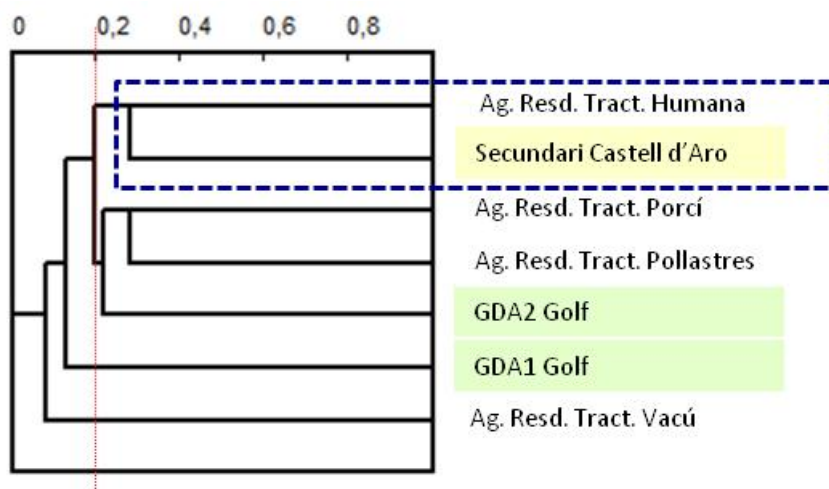 0 0,2 0,4 0,6 0,8
Ag. Resd. Tract. Humana
Secundari Castell d'Aro
Ag. Resd. Tract. Porcí
Ag. Resd. Tract. Pollastres
GDA2 Golf
GDA1 Golf
Ag. Resd. Tract. Vacú